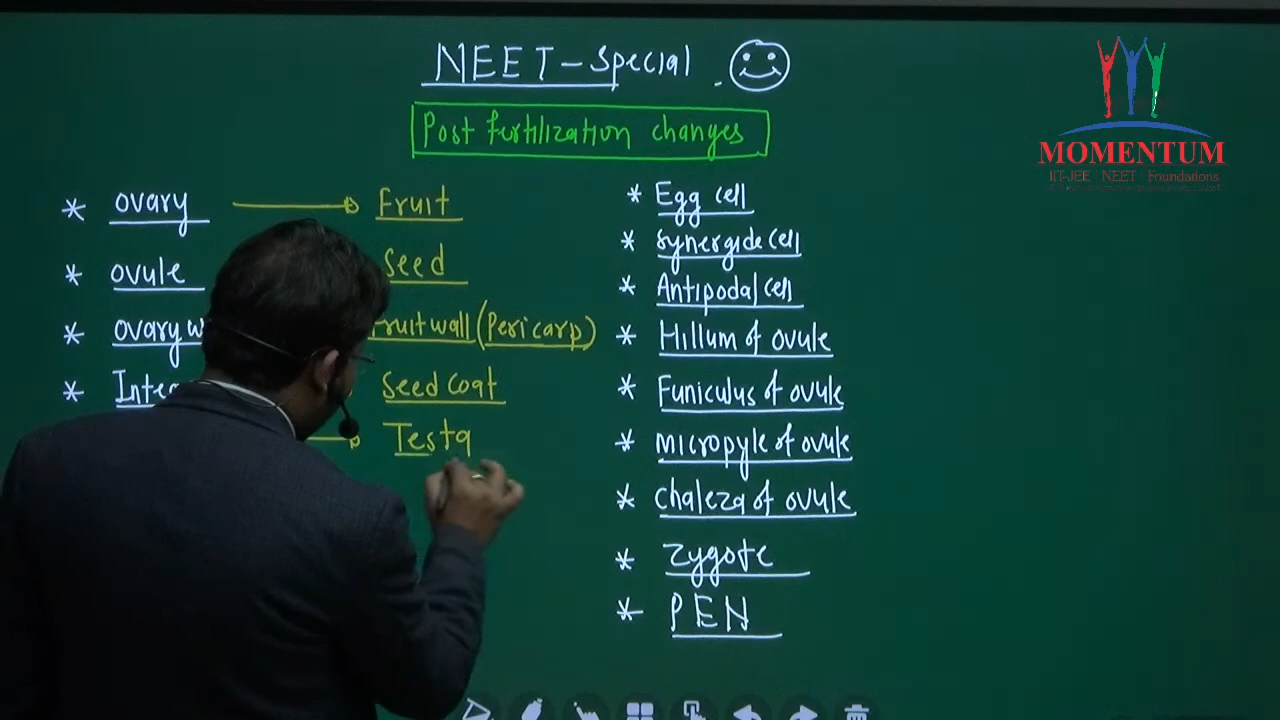 NEET - Special
Post fertilization changes
MOMENTUM
IIT-JEE | NEET | Foundations
* ovary → Fruit
* ovule Seed
* ovary w Fruit wall (Pericarp)
* Integ Seed coat
→ Testa
* Egg cell
* Synergide cell
* Antipodal cell
* Hillum of ovule
* Funiculus of ovule
* micropyle of ovule
* chaleza of ovule
* Zygote
* PEN